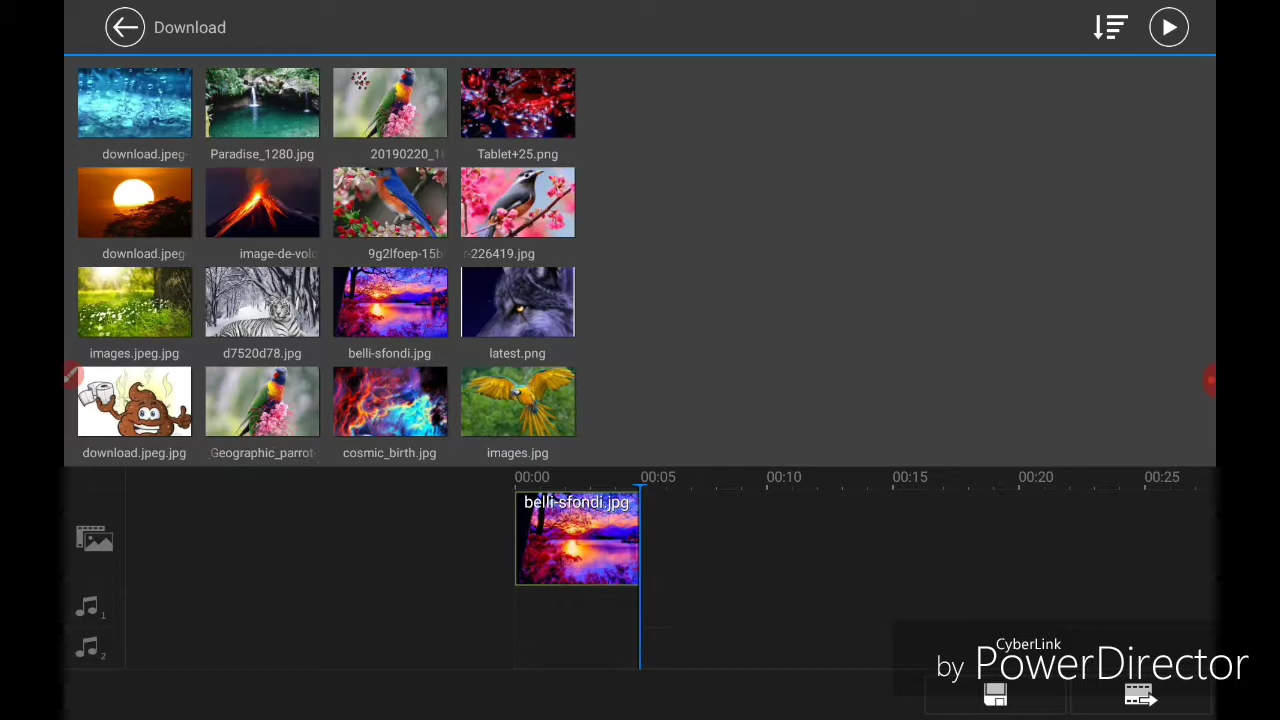 Download
download.jpeg-
Paradise_1280.jpg
20190220_1
Tablet+25.png
download.jpeg-
image-de-volc
9g2lfoep-15b
r-226419.jpg
images.jpeg.jpg
d7520d78.jpg
belli-sfondi.jpg
latest.png
download.jpeg.jpg
Geographic_parrot-
cosmic_birth.jpg
images.jpg
00:00 00:05 00:10 00:15 00:20 00:25
belli-sfondi.jpg
1
2
CyberLink
by PowerDirector